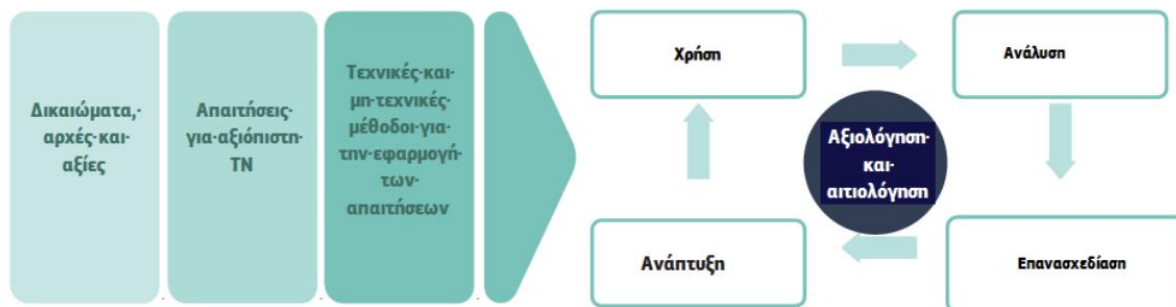 Δικαιώματα,·
αρχές·και·
αξίες
Απαιτήσεις·
για·αξιόπιστη·
ΤΝ
Τεχνικές·και·
μη·τεχνικές·
μέθοδοι·για·
την·εφαρμογή·
των·
απαιτήσεων
Χρήση
Ανάλυση
Αξιολόγηση·
και·
αιτιολόγηση
Ανάπτυξη
Επανασχεδίαση